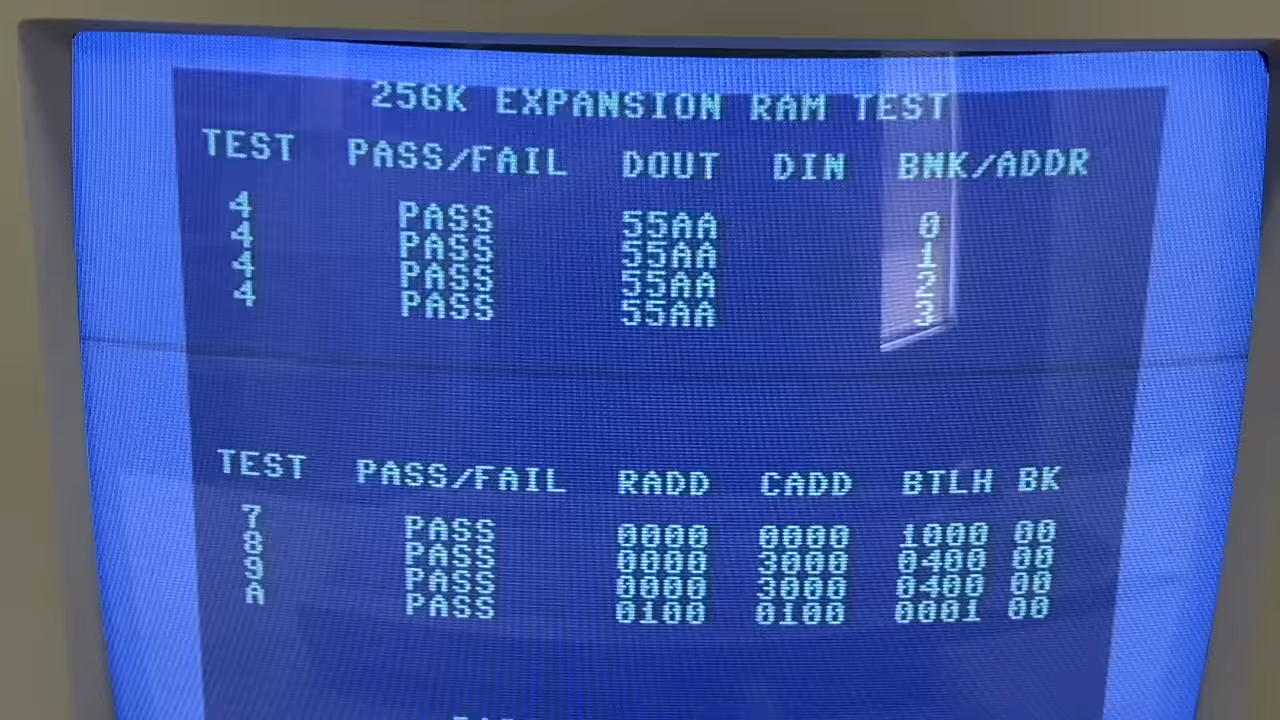 256K EXPANSION RAM TEST
TEST PASS/FAIL DOUT DIN BNK/ADDR
4 PASS 55AA 0
4 PASS 55AA 1
4 PASS 55AA 2
4 PASS 55AA 3
TEST PASS/FAIL RADD CADD BTLH BK
7 PASS 0000 0000 1000 00
8 PASS 0000 3000 0400 00
9 PASS 0000 3000 0400 00
A PASS 0100 0100 0001 00